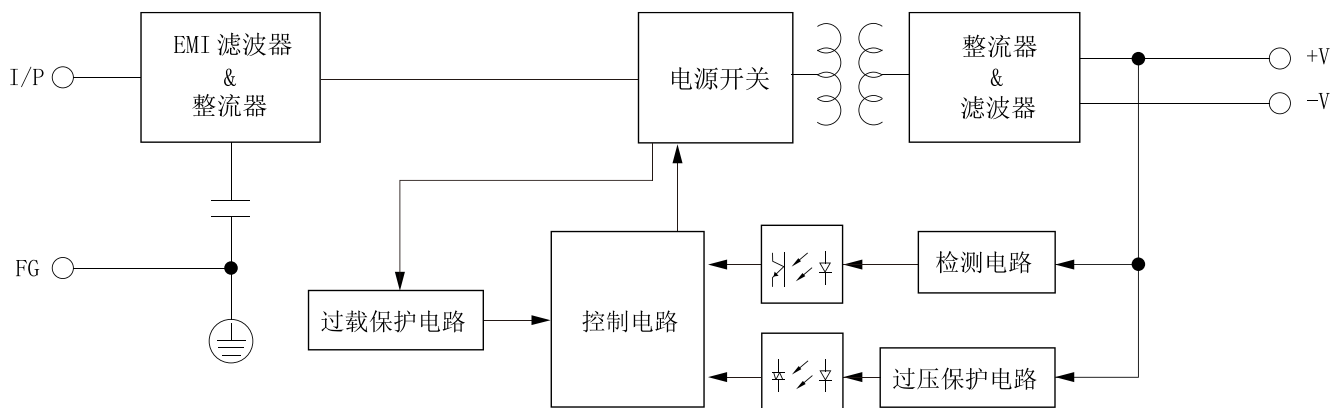 I/P
EMI 滤波器
&
整流器
电源开关
整流器
&
滤波器
+V
-V
FG
过载保护电路
控制电路
检测电路
过压保护电路